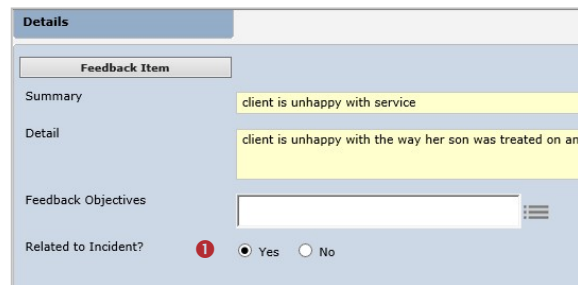 Details
Feedback Item
Summary
client is unhappy with service
Detail
client is unhappy with the way her son was treated on an
Feedback Objectives
Related to Incident? 1 Yes No